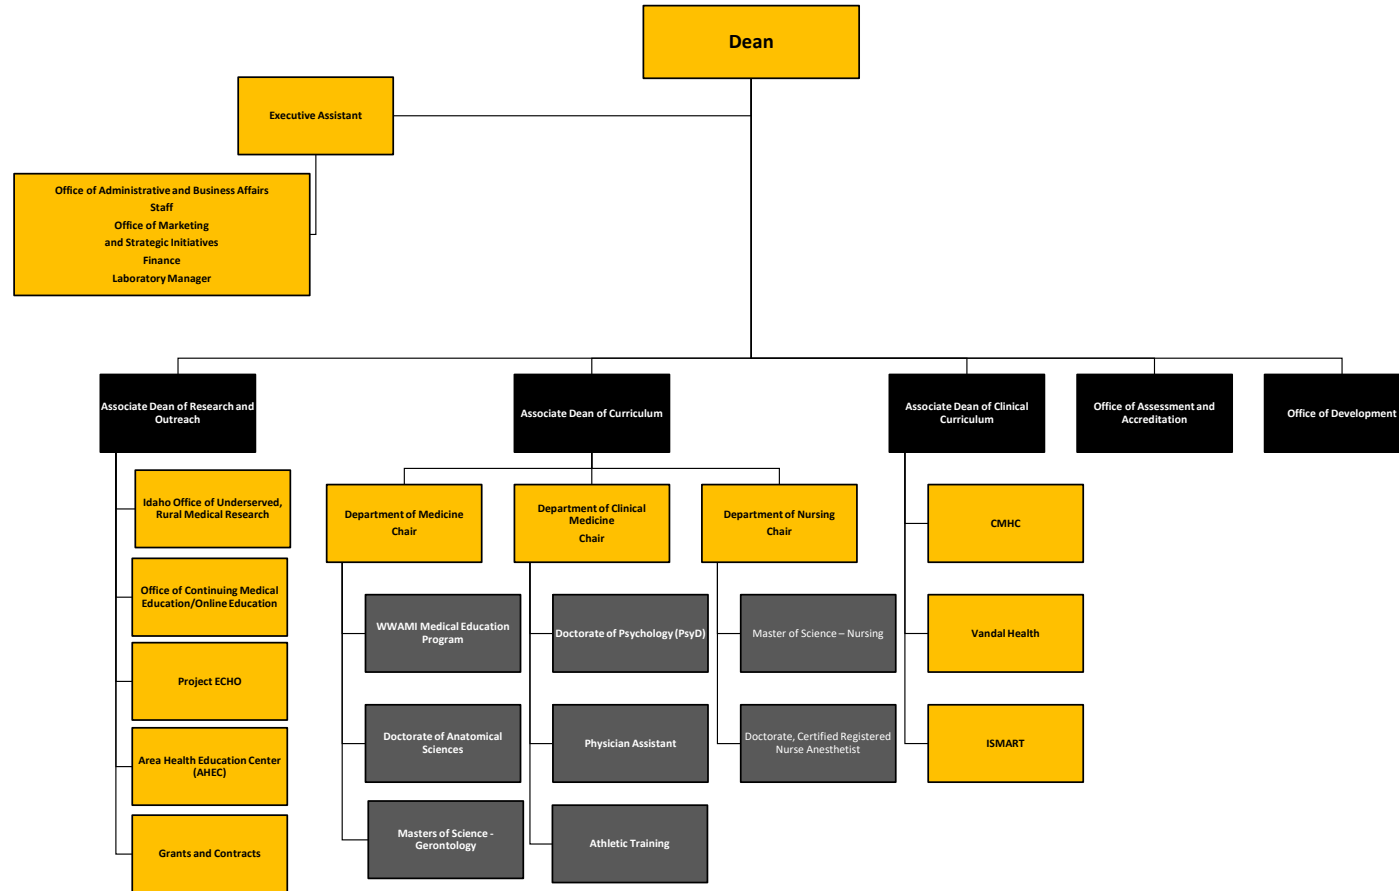 Dean
Executive Assistant
Office of Administrative and Business Affairs
Staff
Office of Marketing
and Strategic Initiatives
Finance
Laboratory Manager
Associate Dean of Research and
Outreach
Associate Dean of Curriculum
Associate Dean of Clinical
Curriculum
Office of Assessment and
Accreditation
Office of Development
Idaho Office of Underserved,
Rural Medical Research
Office of Continuing Medical
Education/Online Education
Project ECHO
Area Health Education Center
(AHEC)
Grants and Contracts
Department of Medicine
Chair
WWAMI Medical Education
Program
Doctorate of Anatomical
Sciences
Masters of Science -
Gerontology
Department of Clinical
Medicine
Chair
Doctorate of Psychology (PsyD)
Physician Assistant
Athletic Training
Department of Nursing
Chair
Master of Science – Nursing
Doctorate, Certified Registered
Nurse Anesthetist
CMHC
Vandal Health
ISMART